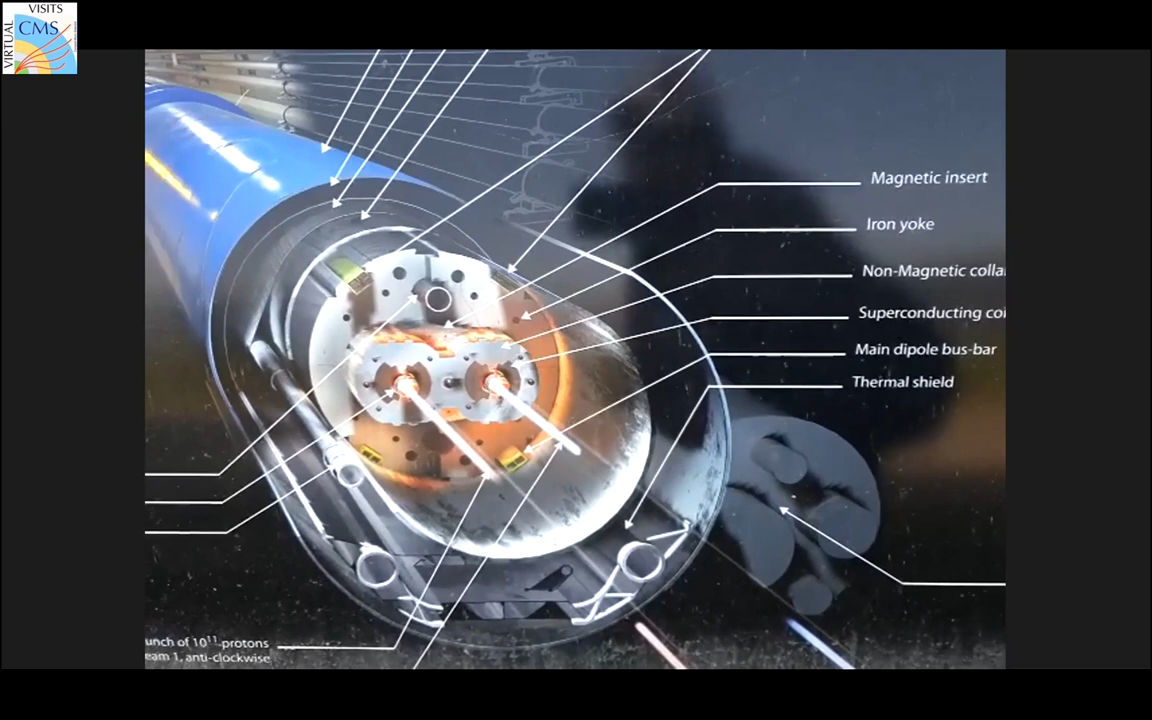 VIRTUAL
VISITS
CMS
Magnetic insert
Iron yoke
Non-Magnetic colla
Superconducting coi
Main dipole bus-bar
Thermal shield
unch of 10¹¹ protons
eam 1, anti-clockwise